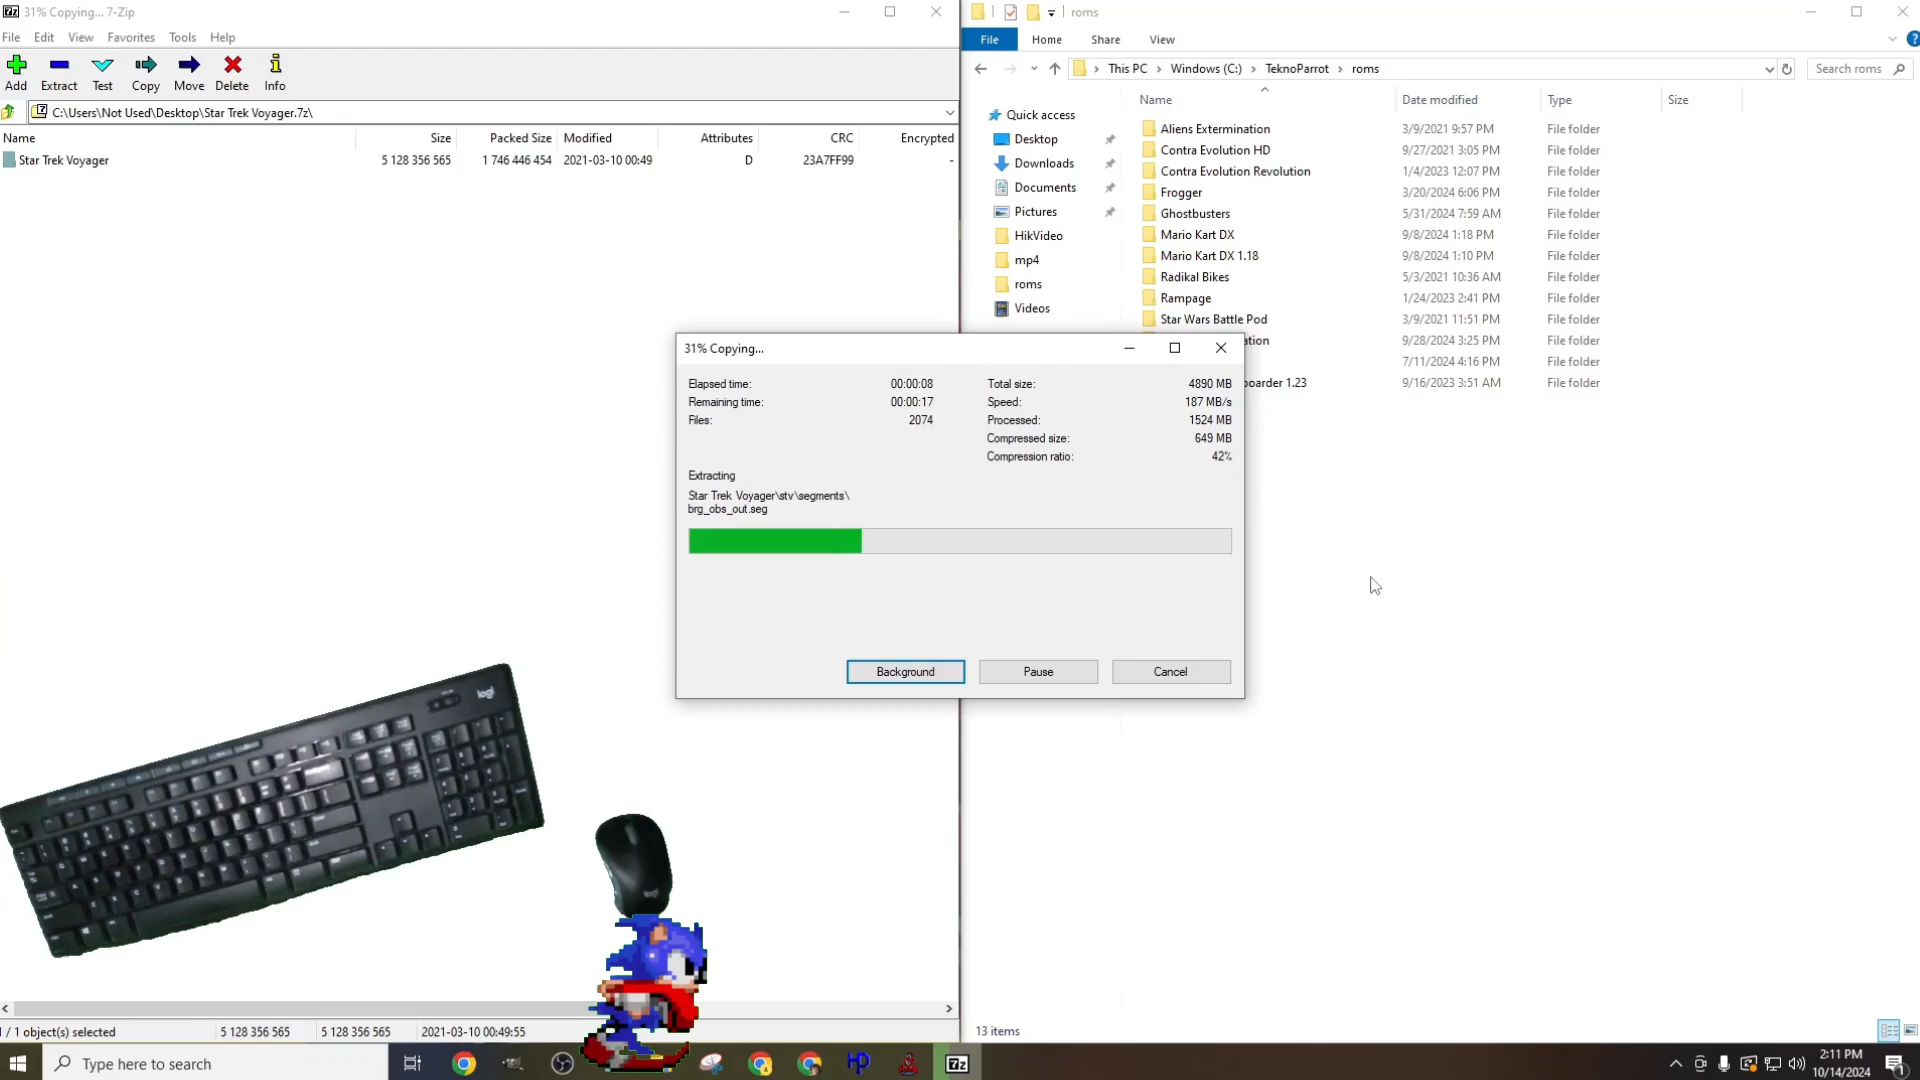 31% Copying... 7-Zip
File Edit View Favorites Tools Help
Add Extract Test Copy Move Delete Info
C:\Users\Not Used\Desktop\Star Trek Voyager.7z\
Name Size Packed Size Modified Attributes CRC Encrypted
Star Trek Voyager 5 128 356 565 1 746 446 454 2021-03-10 00:49 D 23A7FF99 -
roms
File Home Share View
This PC > Windows (C:) > TeknoParrot > roms
Search roms
Quick access
Desktop
Downloads
Documents
Pictures
HikVideo
mp4
roms
Videos
Name Date modified Type Size
Aliens Extermination 3/9/2021 9:57 PM File folder
Contra Evolution HD 9/27/2021 3:05 PM File folder
Contra Evolution Revolution 1/4/2023 12:07 PM File folder
Frogger 3/20/2024 6:06 PM File folder
Ghostbusters 5/31/2024 7:59 AM File folder
Mario Kart DX 9/8/2024 1:18 PM File folder
Mario Kart DX 1.18 9/8/2024 1:10 PM File folder
Radikal Bikes 5/3/2021 10:36 AM File folder
Rampage 1/24/2023 2:41 PM File folder
Star Wars Battle Pod 3/9/2021 11:51 PM File folder
ation 9/28/2024 3:25 PM File folder
7/11/2024 4:16 PM File folder
boarder 1.23 9/16/2023 3:51 AM File folder
31% Copying...
Elapsed time: 00:00:08 Total size: 4890 MB
Remaining time: 00:00:17 Speed: 187 MB/s
Files: 2074 Processed: 1524 MB
Compressed size: 649 MB
Compression ratio: 42%
Extracting
Star Trek Voyager\stv\segments\
brg_obs_out.seg
Background Pause Cancel
logi
1 / 1 object(s) selected 5 128 356 565 5 128 356 565 2021-03-10 00:49:55
13 items
Type here to search
2:11 PM
10/14/2024